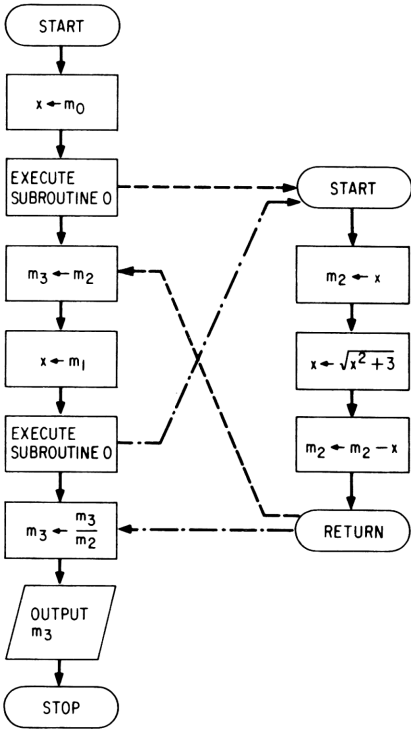 START
x ← m₀
EXECUTE
SUBROUTINE 0
m₃ ← m₂
x ← m₁
EXECUTE
SUBROUTINE 0
m₃ ← m₃/m₂
OUTPUT
m₃
STOP
START
m₂ ← x
x ← √(x² + 3)
m₂ ← m₂ – x
RETURN